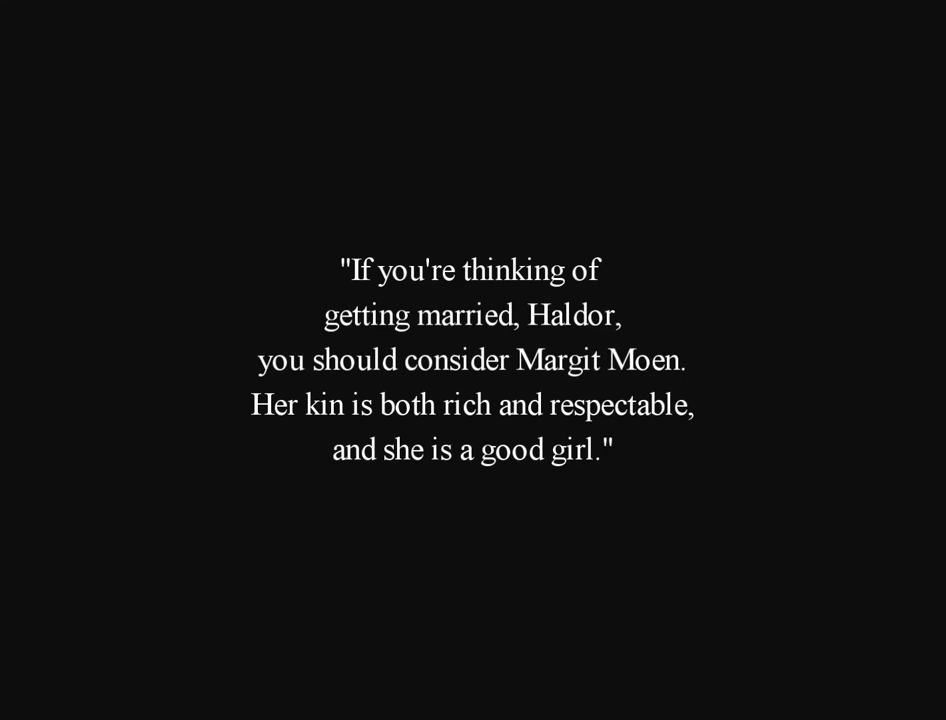 "If you're thinking of
getting married, Haldor,
you should consider Margit Moen.
Her kin is both rich and respectable,
and she is a good girl."